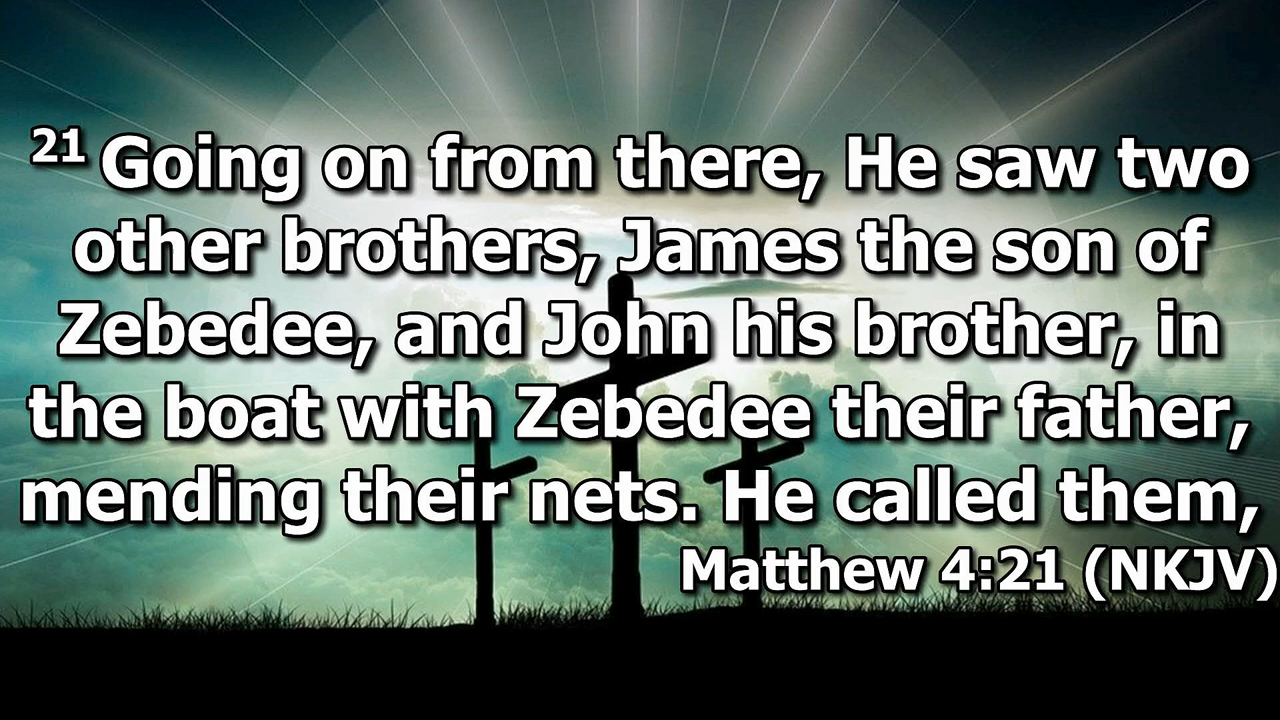 21 Going on from there, He saw two
other brothers, James the son of
Zebedee, and John his brother, in
the boat with Zebedee their father,
mending their nets. He called them,
Matthew 4:21 (NKJV)